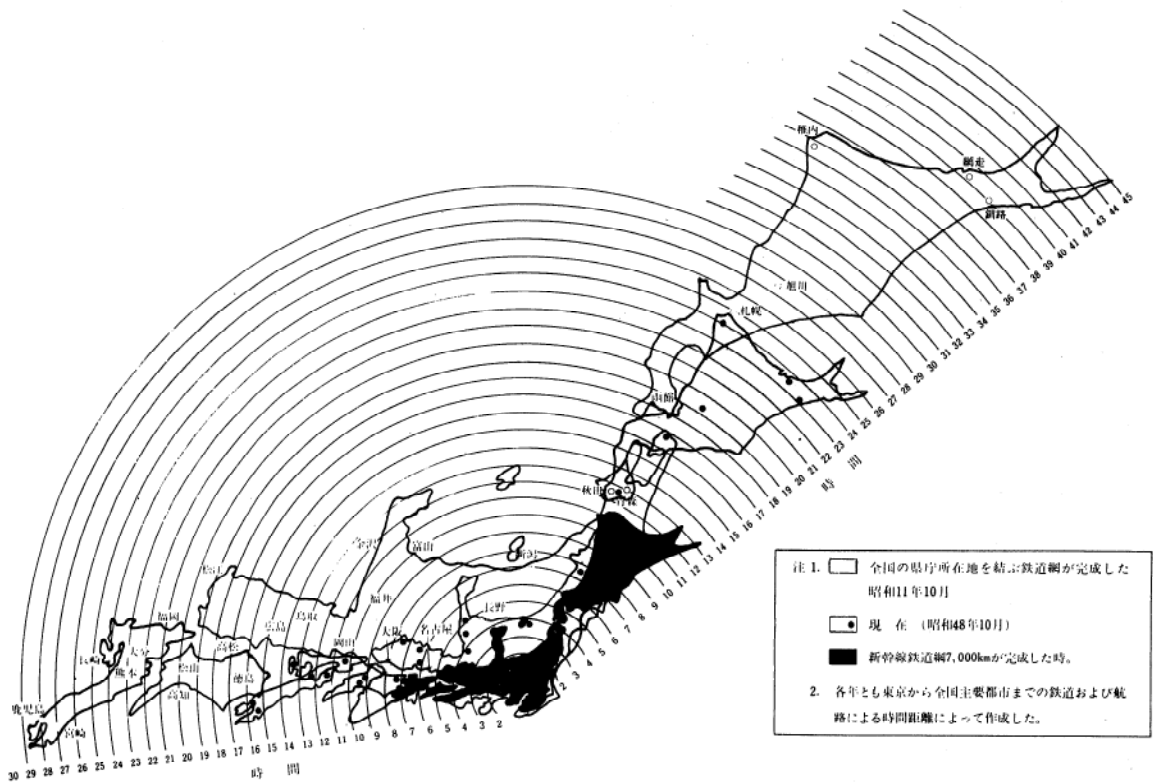 稚内
網走
釧路
旭川
札幌
函館
秋田
青森
新潟
富山
金沢
福井
長野
松江
鳥取
福岡
広島
岡山
大阪
名古屋
高松
大分
長崎
熊本
松山
徳島
高知
鹿児島
宮崎
30 29 28 27 26 25 24 23 22 21 20 19 18 17 16 15 14 13 12 11 10 9 8 7 6 5 4 3 2
時間
2 3 4 5 6 7 8 9 10 11 12 13 14 15 16 17 18 19 20 21 22 23 24 25 26 27 28 29 30 31 32 33 34 35 36 37 38 39 40 41 42 43 44 45
時間
注 1. 全国の県庁所在地を結ぶ鉄道網が完成した
昭和11年10月
現在 (昭和48年10月)
新幹線鉄道網7,000kmが完成した時。
2. 各年とも東京から全国主要都市までの鉄道および航
路による時間距離によって作成した。